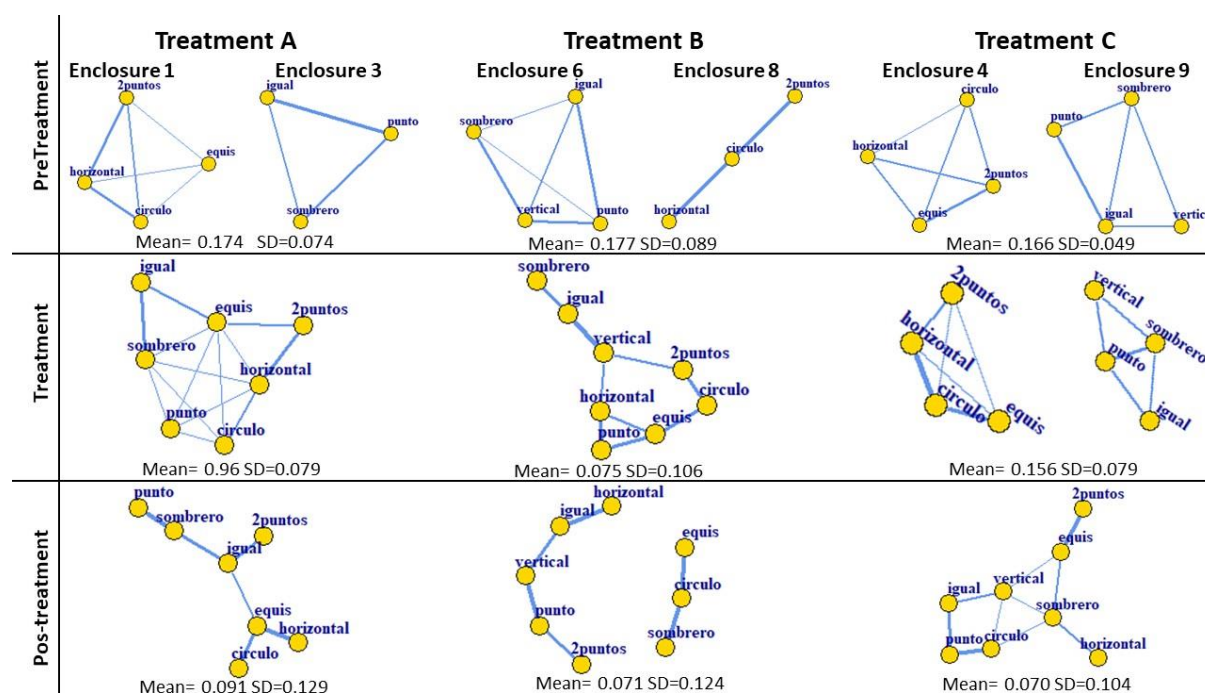 Treatment A Treatment B Treatment C
Enclosure 1 Enclosure 3 Enclosure 6 Enclosure 8 Enclosure 4 Enclosure 9
PreTreatment
2puntos
equis
horizontal
circulo
igual
punto
sombrero
Mean= 0.174 SD=0.074
igual
sombrero
vertical
punto
2puntos
circulo
horizontal
Mean= 0.177 SD=0.089
circulo
horizontal
2puntos
equis
sombrero
punto
igual
vertic
Mean= 0.166 SD=0.049
Treatment
igual
equis
2puntos
sombrero
horizontal
punto
circulo
Mean= 0.96 SD=0.079
sombrero
igual
vertical
2puntos
horizontal
circulo
equis
punto
Mean= 0.075 SD=0.106
2puntos
horizontal
circulo
equis
vertical
sombrero
punto
igual
Mean= 0.156 SD=0.079
Pos-treatment
punto
sombrero
2puntos
igual
equis
horizontal
circulo
Mean= 0.091 SD=0.129
horizontal
igual
vertical
punto
2puntos
equis
circulo
sombrero
Mean= 0.071 SD=0.124
2puntos
equis
igual
vertical
sombrero
punto
circulo
horizontal
Mean= 0.070 SD=0.104